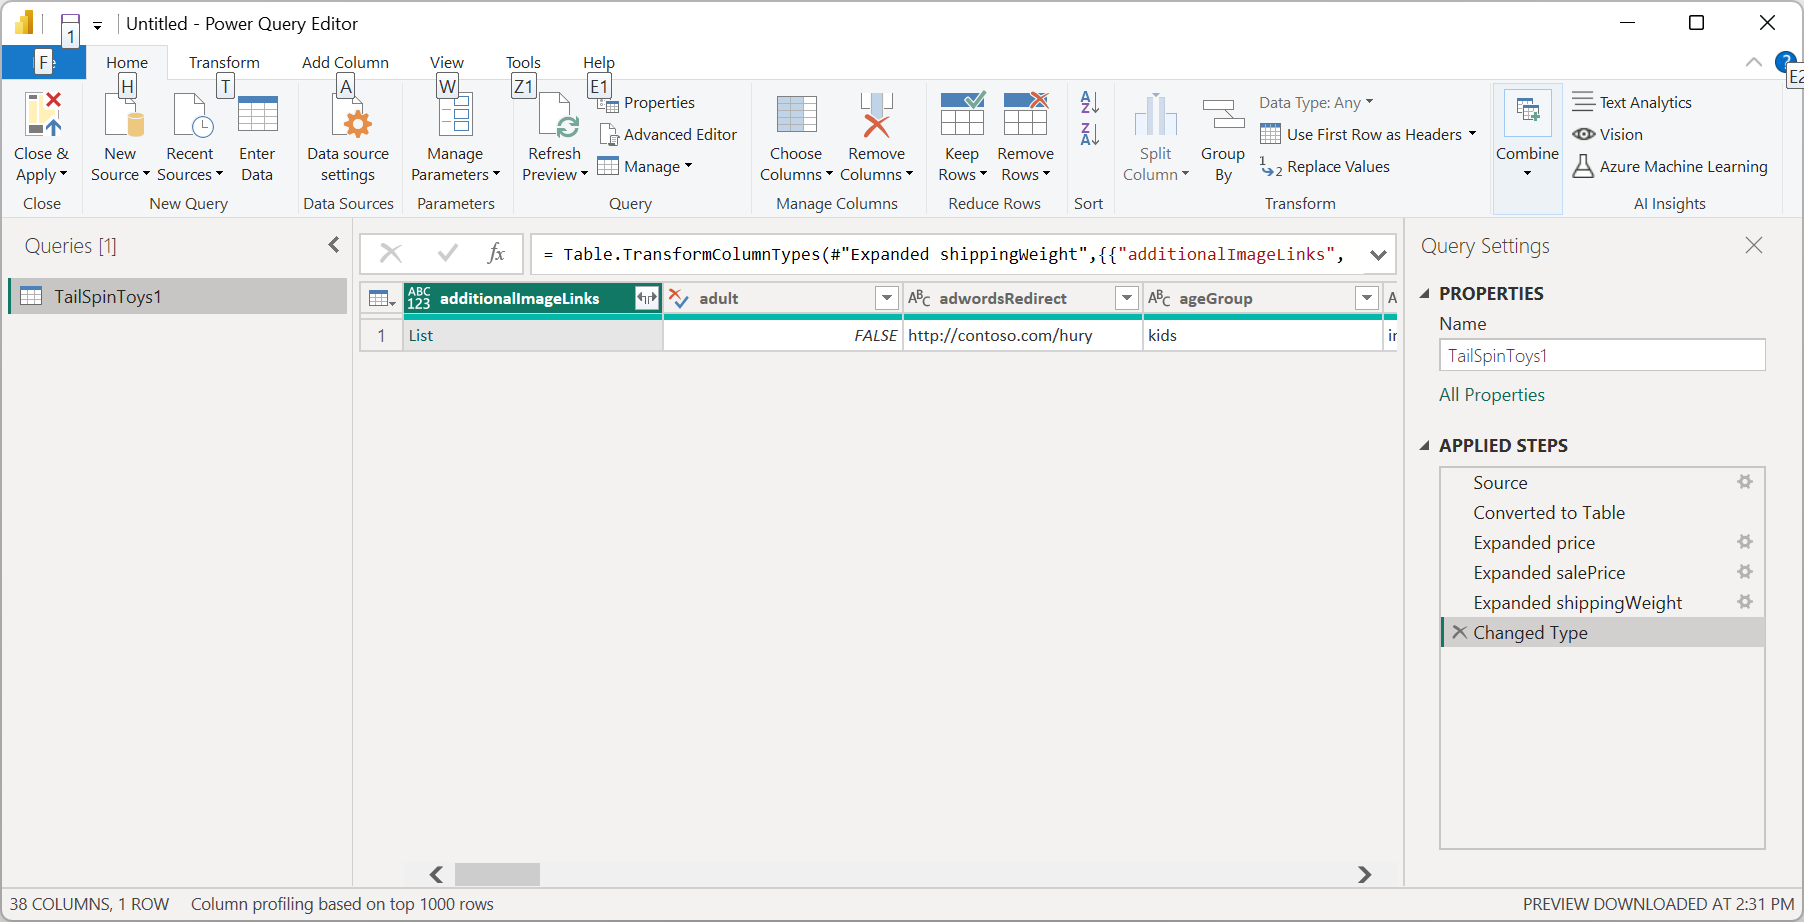 1
Untitled - Power Query Editor
F
Home
Transform
Add Column
View
Tools
Help
H
T
A
W
Z1
E1
E2
?
Close &
Apply
Close
New
Source
Recent
Sources
Enter
Data
New Query
Data source
settings
Data Sources
Manage
Parameters
Parameters
Refresh
Preview
Properties
Advanced Editor
Manage
Query
Choose
Columns
Remove
Columns
Manage Columns
Keep
Rows
Remove
Rows
Reduce Rows
A
Z
Z
A
Sort
Split
Column
Group
By
Data Type: Any
Use First Row as Headers
1
2
Replace Values
Transform
Combine
Text Analytics
Vision
Azure Machine Learning
AI Insights
Queries [1]
TailSpinToys1
fx
= Table.TransformColumnTypes(#"Expanded shippingWeight",{{"additionalImageLinks",
ABC
123
additionalImageLinks
adult
ABC
adwordsRedirect
ABC
ageGroup
A
1
List
FALSE
http://contoso.com/hury
kids
Query Settings
PROPERTIES
Name
TailSpinToys1
All Properties
APPLIED STEPS
Source
Converted to Table
Expanded price
Expanded salePrice
Expanded shippingWeight
Changed Type
38 COLUMNS, 1 ROW
Column profiling based on top 1000 rows
PREVIEW DOWNLOADED AT 2:31 PM